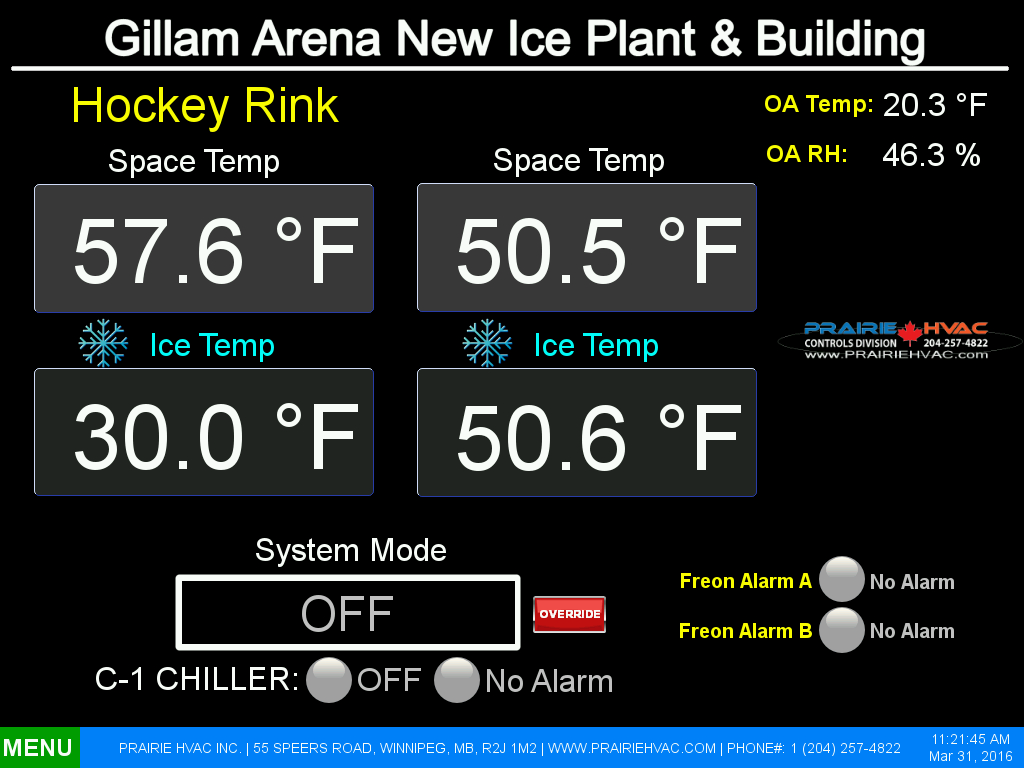 Gillam Arena New Ice Plant & Building
Hockey Rink
OA Temp: 20.3 °F
OA RH: 46.3 %
Space Temp Space Temp
57.6 °F 50.5 °F
Ice Temp Ice Temp
30.0 °F 50.6 °F
PRAIRIE HVAC
CONTROLS DIVISION 204-257-4822
www.PRAIRIEHVAC.com
System Mode
OFF OVERRIDE
Freon Alarm A No Alarm
Freon Alarm B No Alarm
C-1 CHILLER: OFF No Alarm
MENU PRAIRIE HVAC INC. | 55 SPEERS ROAD, WINNIPEG, MB, R2J 1M2 | WWW.PRAIRIEHVAC.COM | PHONE#: 1 (204) 257-4822
11:21:45 AM
Mar 31, 2016